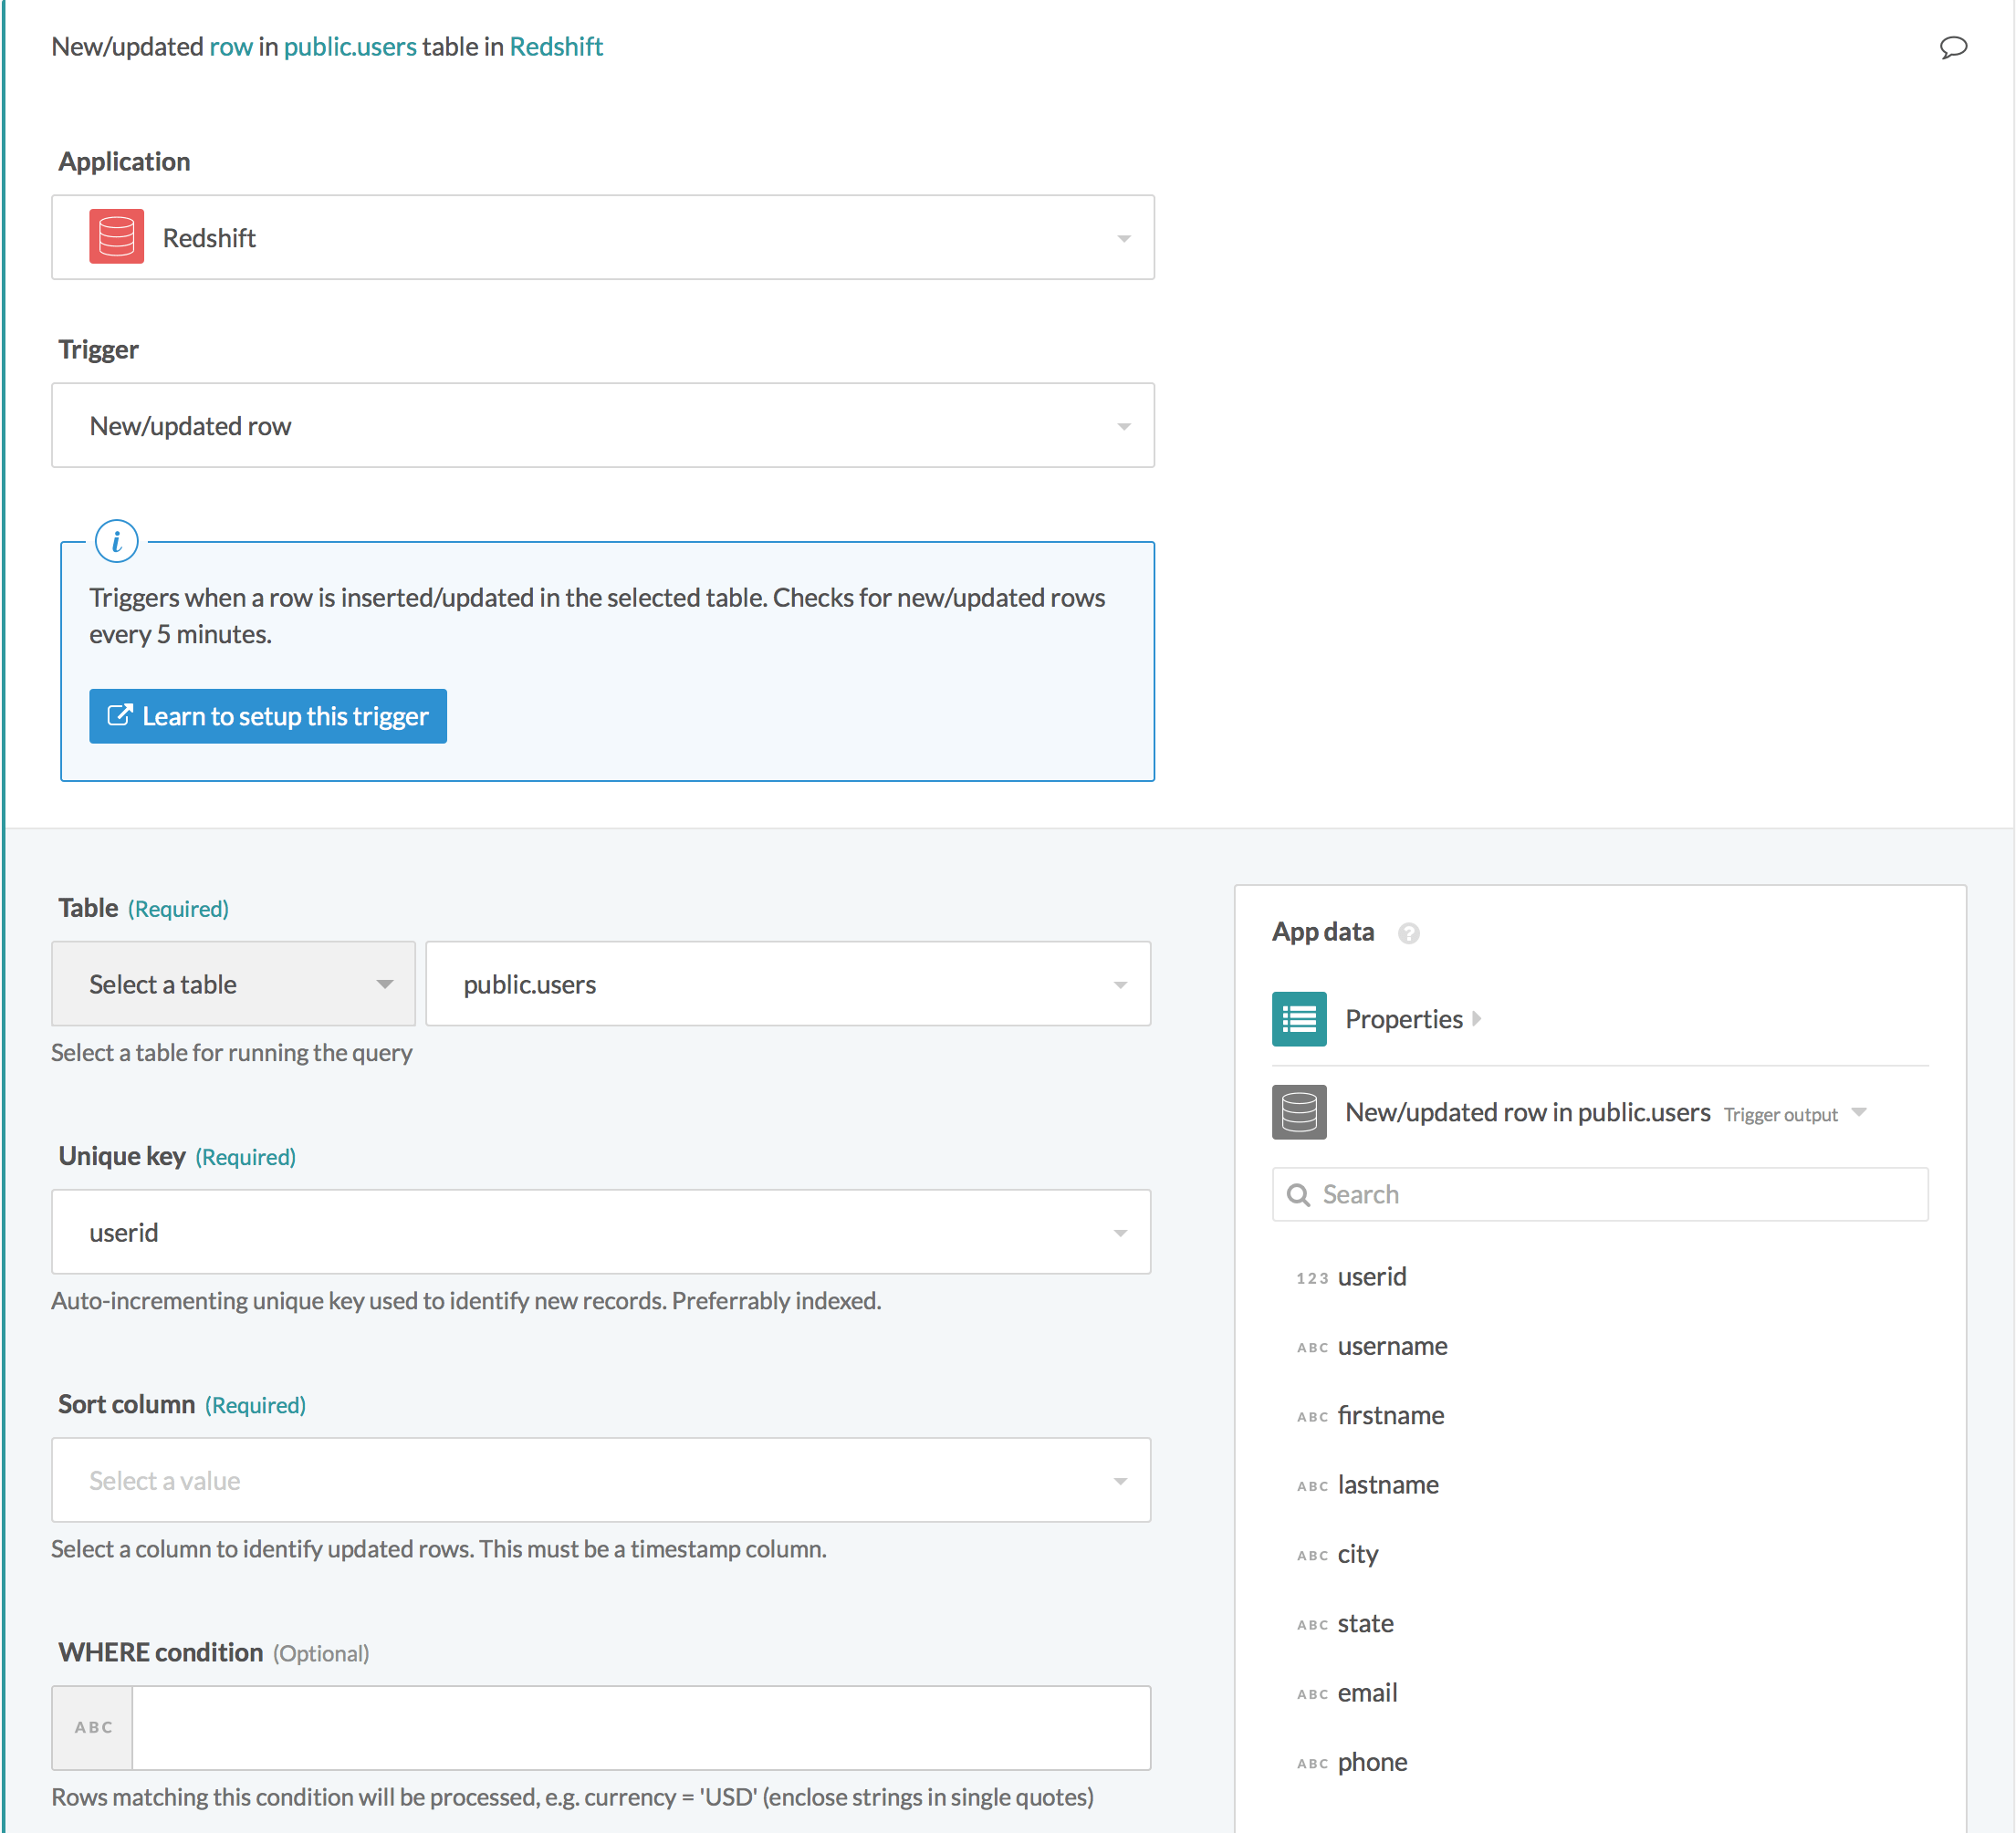 New/updated row in public.users table in Redshift
Application
Redshift
Trigger
New/updated row
i
Triggers when a row is inserted/updated in the selected table. Checks for new/updated rows
every 5 minutes.
Learn to setup this trigger
Table (Required)
Select a table
public.users
Select a table for running the query
Unique key (Required)
userid
Auto-incrementing unique key used to identify new records. Preferrably indexed.
Sort column (Required)
Select a value
Select a column to identify updated rows. This must be a timestamp column.
WHERE condition (Optional)
ABC
Rows matching this condition will be processed, e.g. currency = 'USD' (enclose strings in single quotes)
App data ?
Properties
New/updated row in public.users Trigger output
Search
123 userid
ABC username
ABC firstname
ABC lastname
ABC city
ABC state
ABC email
ABC phone